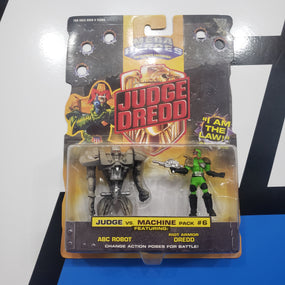 HEROES
JUDGE
DREDD
"I AM
THE
LAW!"
JUDGE VS. MACHINE PACK #6
FEATURING:
ABC ROBOT
RIOT ARMOR
DREDD
CHANGE ACTION POSES FOR BATTLE!